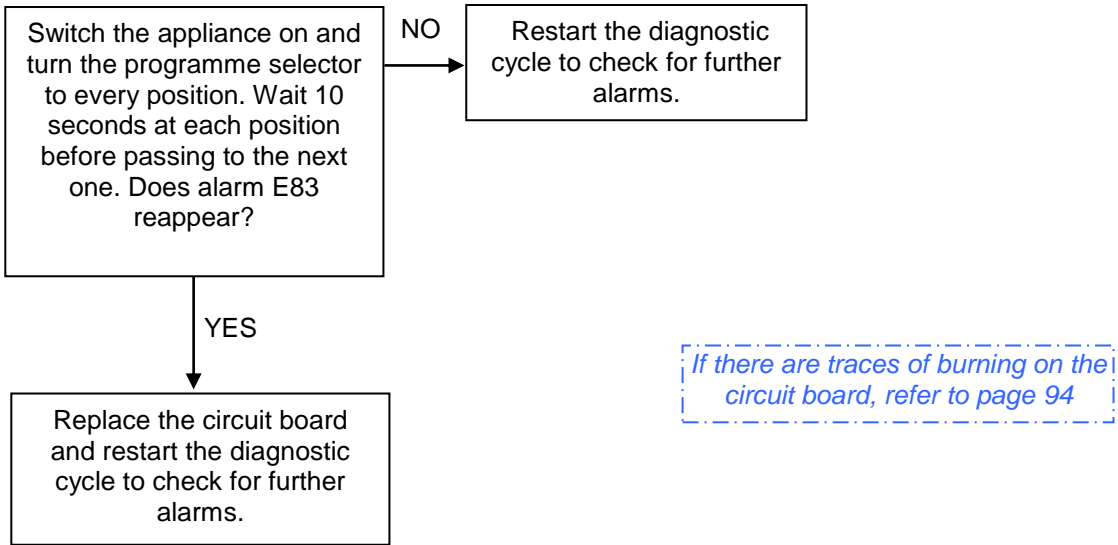 Switch the appliance on and
turn the programme selector
to every position. Wait 10
seconds at each position
before passing to the next
one. Does alarm E83
reappear?
NO
Restart the diagnostic
cycle to check for further
alarms.
YES
If there are traces of burning on the
circuit board, refer to page 94
Replace the circuit board
and restart the diagnostic
cycle to check for further
alarms.